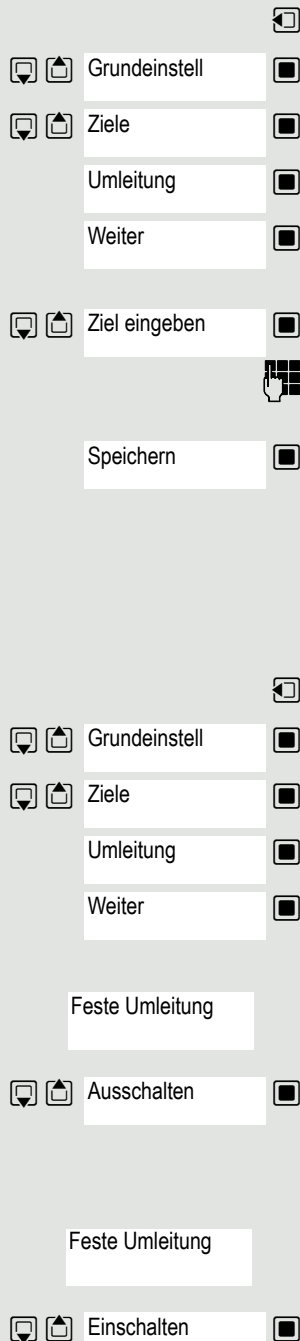 Grundeinstell
Ziele
Umleitung
Weiter
Ziel eingeben
Speichern
Grundeinstell
Ziele
Umleitung
Weiter
Feste Umleitung
Ausschalten
Feste Umleitung
Einschalten